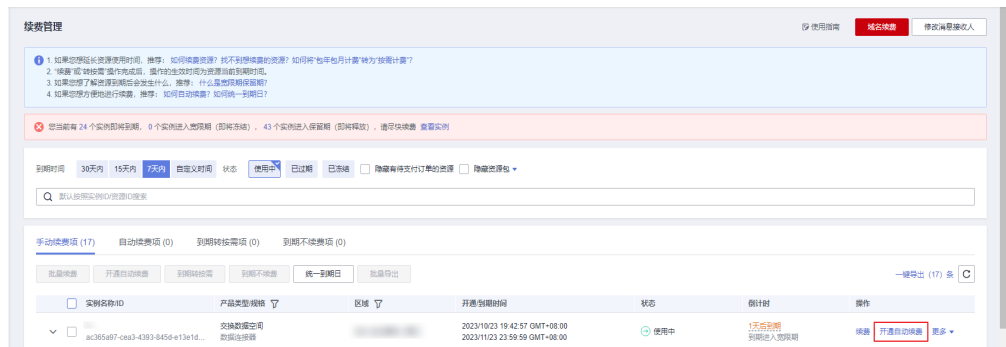 续费管理
使用指南 域名续费 修改消息接收人
1. 如果您想延长资源使用时间，推荐： 如何续费资源？ 找不到想续费的资源？ 如何将"包年包月计费"转为"按需计费"？
2. "续费"或"转按需"操作完成后，操作的生效时间为资源当前到期时间。
3. 如果您想了解资源到期后会发生什么，推荐： 什么是宽限期保留期？
4. 如果您想方便地进行续费，推荐： 如何自动续费？ 如何统一到期日？
您当前有 24 个实例即将到期， 0 个实例进入宽限期（即将冻结）， 43 个实例进入保留期（即将释放），请尽快续费 查看实例
到期时间 30天内 15天内 7天内 自定义时间 状态 使用中 已过期 已冻结 隐藏有待支付订单的资源 隐藏资源包
默认按照实例ID/资源ID搜索
手动续费项 (17) 自动续费项 (0) 到期转按需项 (0) 到期不续费项 (0)
批量续费 开通自动续费 到期转按需 到期不续费 统一到期日 批量导出 一键导出（17）条
实例名称/ID 产品类型/规格 区域 开通/到期时间 状态 倒计时 操作
交换数据空间 2023/10/23 19:42:57 GMT+08:00 使用中 1天后到期 续费 开通自动续费 更多
ac365a97-cea3-4393-845d-e13e1d... 数据连接器 2023/11/23 23:59:59 GMT+08:00 到期进入宽限期